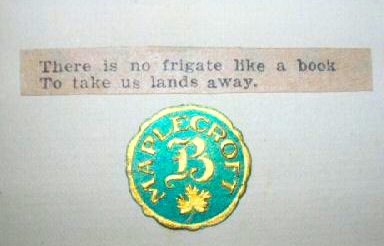 There is no frigate like a book
To take us lands away.
MAPLECROFT
B